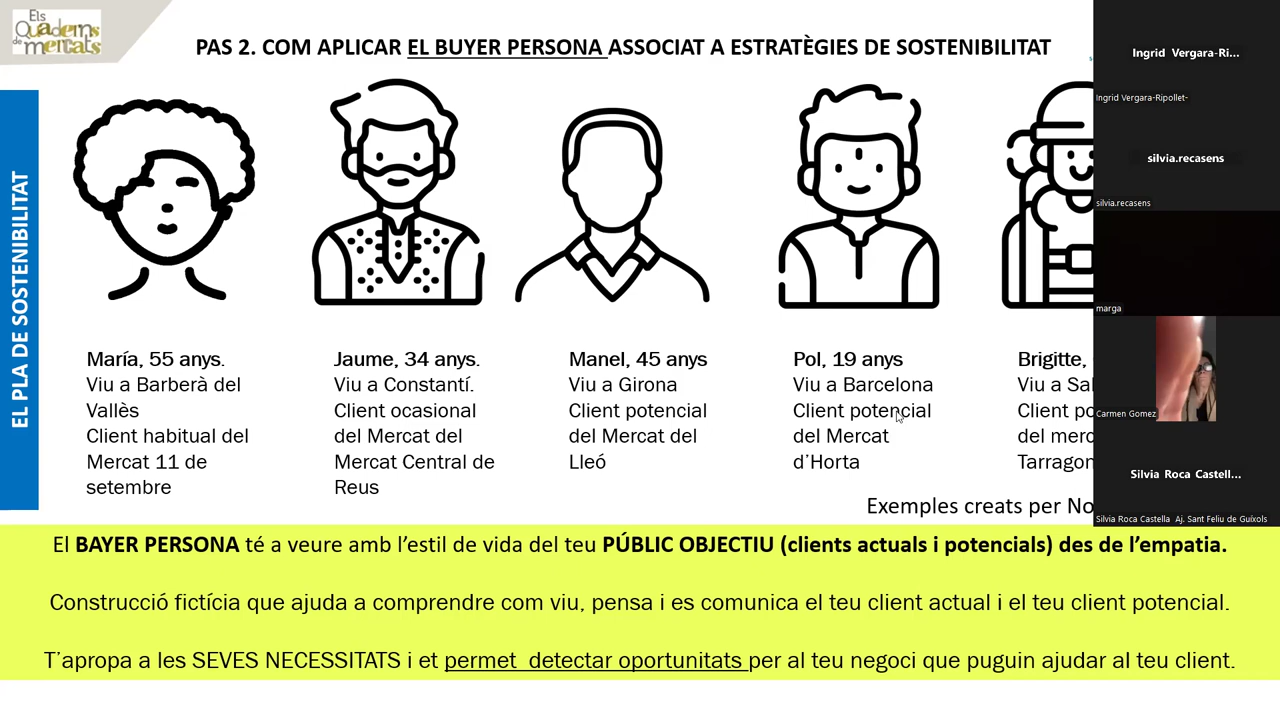 Els
Quaderns
de mercats
PAS 2. COM APLICAR EL BUYER PERSONA ASSOCIAT A ESTRATÈGIES DE SOSTENIBILITAT
EL PLA DE SOSTENIBILITAT
María, 55 anys.
Viu a Barberà del
Vallès
Client habitual del
Mercat 11 de
setembre
Jaume, 34 anys.
Viu a Constantí.
Client ocasional
del Mercat del
Mercat Central de
Reus
Manel, 45 anys
Viu a Girona
Client potencial
del Mercat del
Lleó
Pol, 19 anys
Viu a Barcelona
Client potencial
del Mercat
d’Horta
Brigitte,
Viu a Sal
Client po
del merc
Tarragon
Exemples creats per No
El BAYER PERSONA té a veure amb l’estil de vida del teu PÚBLIC OBJECTIU (clients actuals i potencials) des de l’empatia.
Construcció fictícia que ajuda a comprendre com viu, pensa i es comunica el teu client actual i el teu client potencial.
T’apropa a les SEVES NECESSITATS i et permet  detectar oportunitats per al teu negoci que puguin ajudar al teu client.
Ingrid Vergara-Ri...
Ingrid Vergara-Ripollet-
silvia.recasens
silvia.recasens
marga
Carmen Gomez
Silvia Roca Castell...
Silvia Roca Castella Aj. Sant Feliu de Guíxols